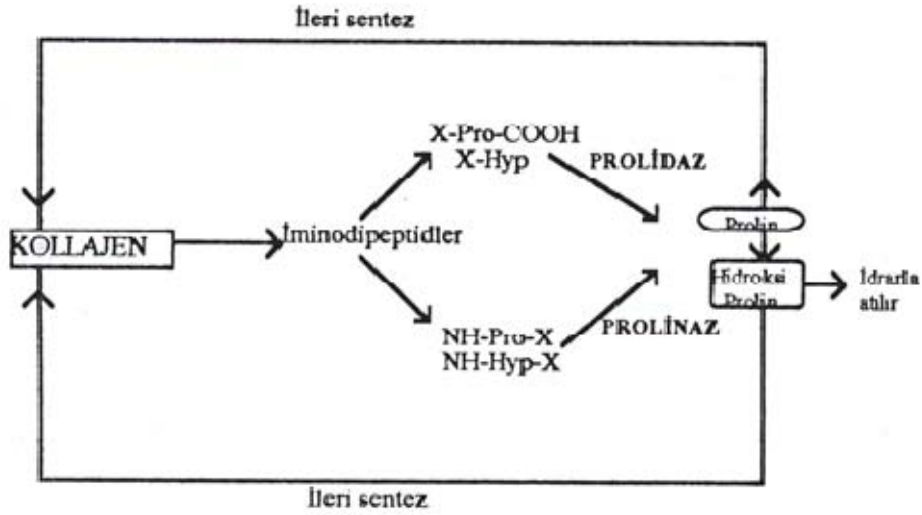 İleri sentez
X-Pro-COOH
X-Hyp
PROLİDAZ
KOLLAJEN
İminodipeptidler
Prolin
Hidroksi
Prolin
İdrarla
atılır
NH-Pro-X
NH-Hyp-X
PROLİNAZ
İleri sentez